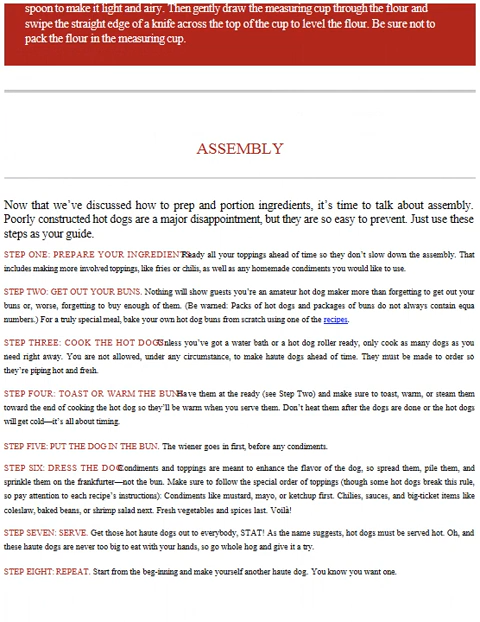 spoon to make it light and airy. Then gently draw the measuring cup through the flour and
swipe the straight edge of a knife across the top of the cup to level the flour. Be sure not to
pack the flour in the measuring cup.
ASSEMBLY
Now that we've discussed how to prep and portion ingredients, it's time to talk about assembly.
Poorly constructed hot dogs are a major disappointment, but they are so easy to prevent. Just use these
steps as your guide.
STEP ONE: PREPARE YOUR INGREDIENTS. Ready all your toppings ahead of time so they don't slow down the assembly. That
includes making more involved toppings, like fries or chilis, as well as any homemade condiments you would like to use.
STEP TWO: GET OUT YOUR BUNS. Nothing will show guests you're an amateur hot dog maker more than forgetting to get out your
buns or, worse, forgetting to buy enough of them. (Be warned: Packs of hot dogs and packages of buns do not always contain equa
numbers.) For a truly special meal, bake your own hot dog buns from scratch using one of the recipes.
STEP THREE: COOK THE HOT DOGS. Unless you've got a water bath or a hot dog roller ready, only cook as many dogs as you
need right away. You are not allowed, under any circumstance, to make haute dogs ahead of time. They must be made to order so
they're piping hot and fresh.
STEP FOUR: TOAST OR WARM THE BUNS. Have them at the ready (see Step Two) and make sure to toast, warm, or steam them
toward the end of cooking the hot dog so they'll be warm when you serve them. Don't heat them after the dogs are done or the hot dogs
will get cold—it's all about timing.
STEP FIVE: PUT THE DOG IN THE BUN. The wiener goes in first, before any condiments.
STEP SIX: DRESS THE DOG. Condiments and toppings are meant to enhance the flavor of the dog, so spread them, pile them, and
sprinkle them on the frankfurter—not the bun. Make sure to follow the special order of toppings (though some hot dogs break this rule,
so pay attention to each recipe's instructions): Condiments like mustard, mayo, or ketchup first. Chilies, sauces, and big-ticket items like
coleslaw, baked beans, or shrimp salad next. Fresh vegetables and spices last. Voilà!
STEP SEVEN: SERVE. Get those hot haute dogs out to everybody, STAT! As the name suggests, hot dogs must be served hot. Oh, and
these haute dogs are never too big to eat with your hands, so go whole hog and give it a try.
STEP EIGHT: REPEAT. Start from the beg-inning and make yourself another haute dog. You know you want one.